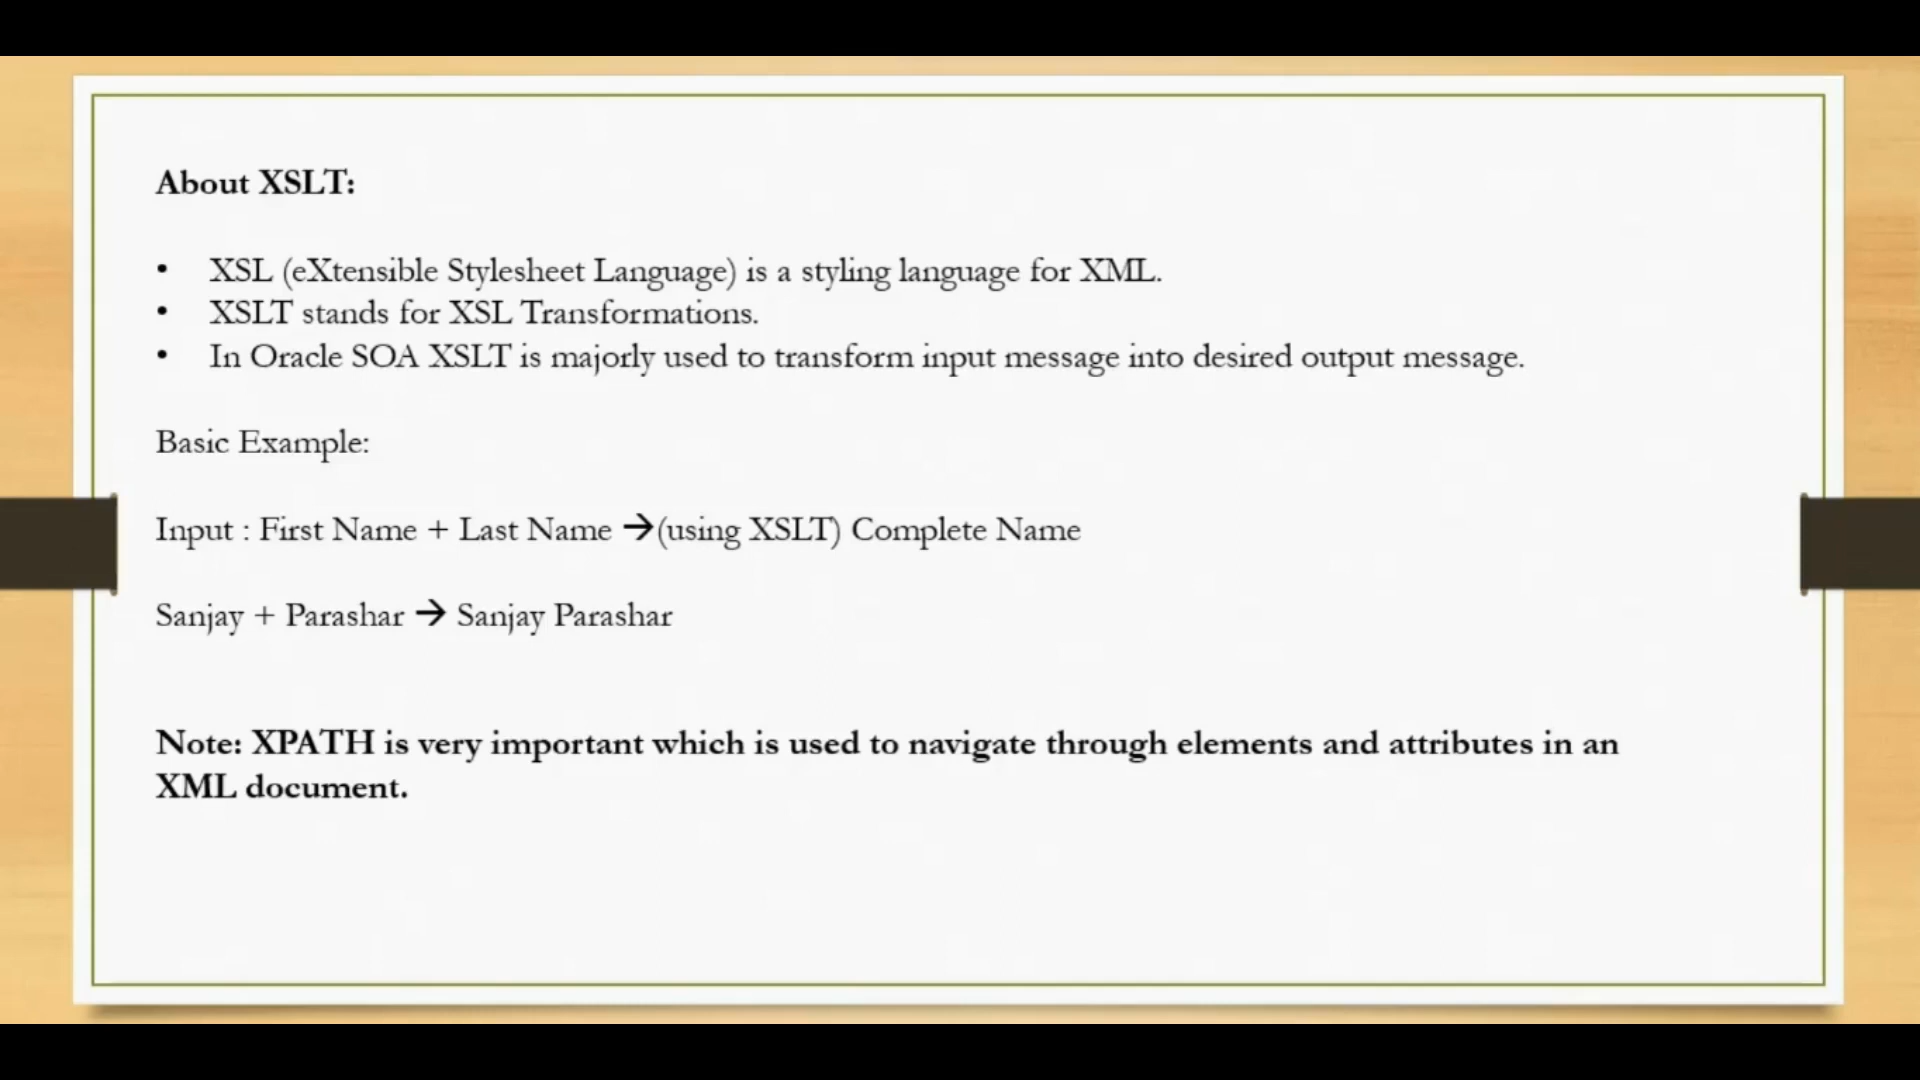 About XSLT:
• XSL (eXtensible Stylesheet Language) is a styling language for XML.
• XSLT stands for XSL Transformations.
• In Oracle SOA XSLT is majorly used to transform input message into desired output message.
Basic Example:
Input : First Name + Last Name →(using XSLT) Complete Name
Sanjay + Parashar → Sanjay Parashar
Note: XPATH is very important which is used to navigate through elements and attributes in an
XML document.